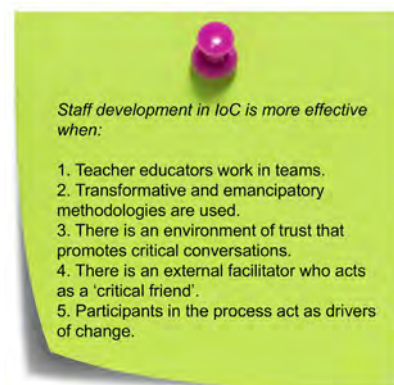 Staff development in IoC is more effective
when:
1. Teacher educators work in teams.
2. Transformative and emancipatory
methodologies are used.
3. There is an environment of trust that
promotes critical conversations.
4. There is an external facilitator who acts
as a ‘critical friend’.
5. Participants in the process act as drivers
of change.